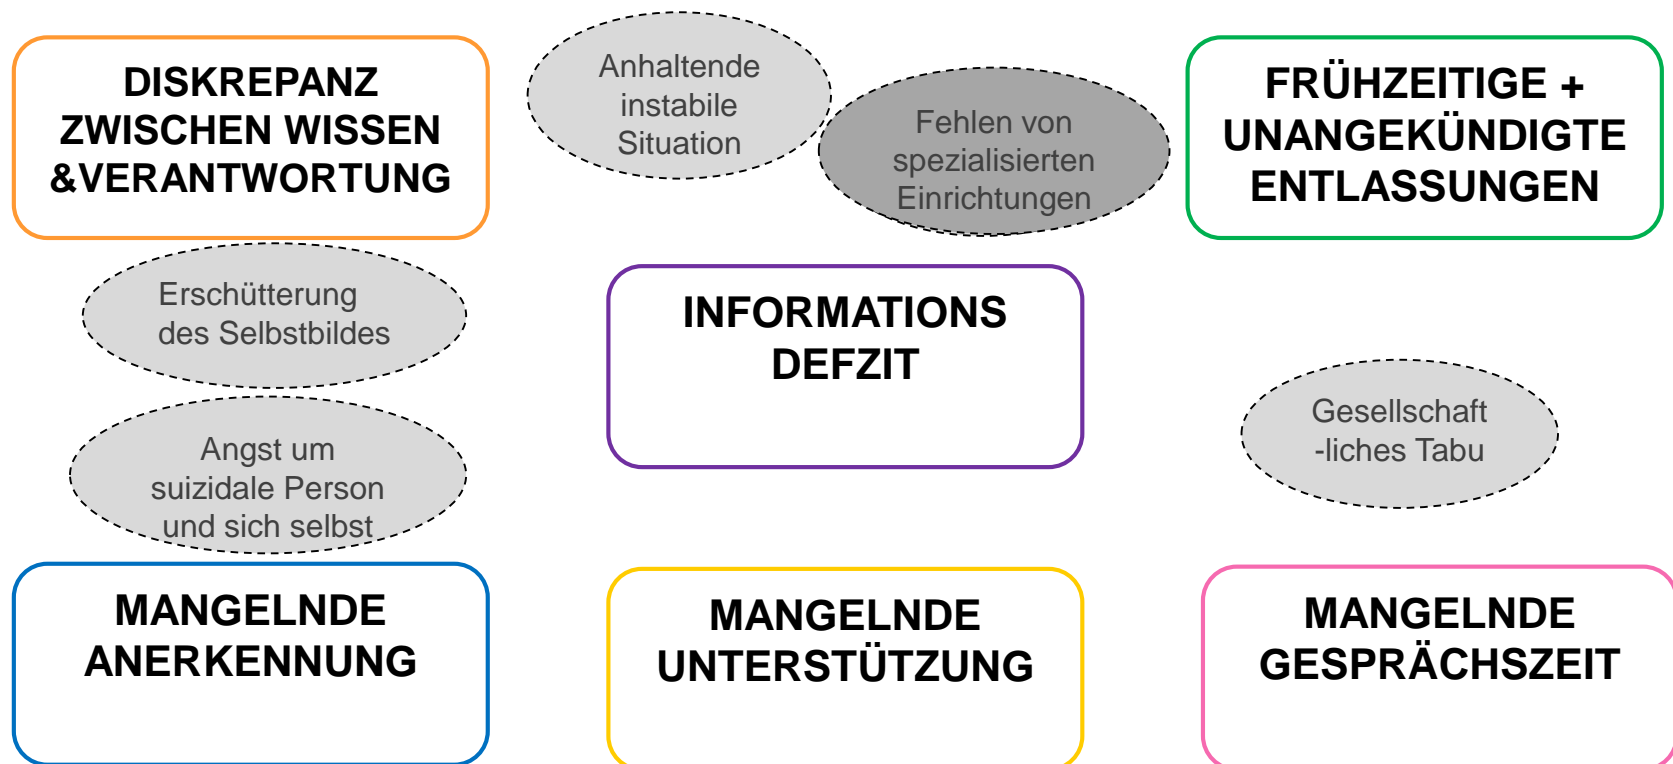 DISKREPANZ
ZWISCHEN WISSEN
&VERANTWORTUNG
Anhaltende
instabile
Situation
Fehlen von
spezialisierten
Einrichtungen
FRÜHZEITIGE +
UNANGEKÜNDIGTE
ENTLASSUNGEN
Erschütterung
des Selbstbildes
INFORMATIONS
DEFZIT
Angst um
suizidale Person
und sich selbst
Gesellschaft
-liches Tabu
MANGELNDE
ANERKENNUNG
MANGELNDE
UNTERSTÜTZUNG
MANGELNDE
GESPRÄCHSZEIT